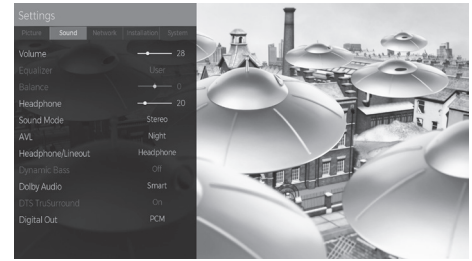 Settings
Picture Sound Network Installation System
Volume 28
Equalizer User
Balance 0
Headphone 20
Sound Mode Stereo
AVL Night
Headphone/Lineout Headphone
Dynamic Bass Off
Dolby Audio Smart
DTS TruSurround On
Digital Out PCM